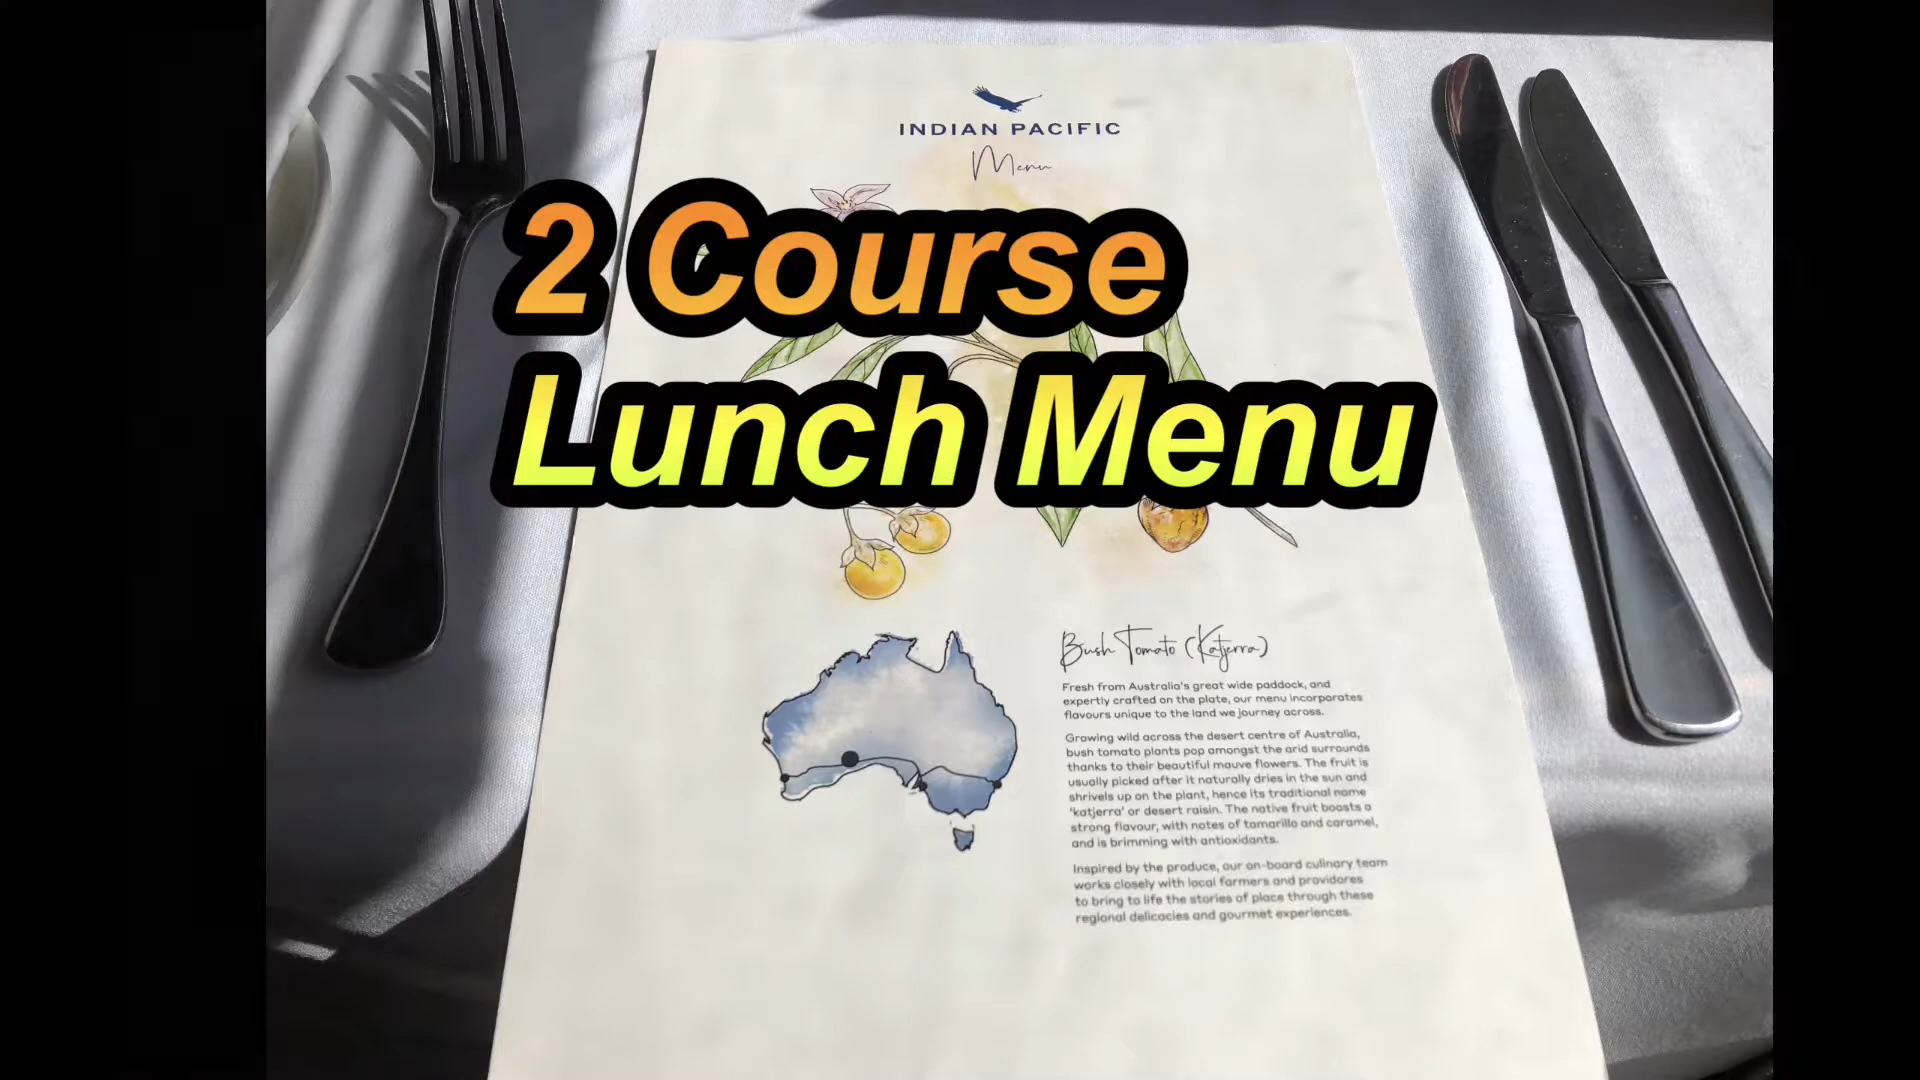 INDIAN PACIFIC
Menu
2 Course
Lunch Menu
Bush Tomato (Katjerra)
Fresh from Australia's great wide paddock, and
expertly crafted on the plate, our menu incorporates
flavours unique to the land we journey across.
Growing wild across the desert centre of Australia,
bush tomato plants pop amongst the arid surrounds
thanks to their beautiful mauve flowers. The fruit is
usually picked after it naturally dries in the sun and
shrivels up on the plant, hence its traditional name
'katjerra' or desert raisin. The native fruit boasts a
strong flavour, with notes of tamarillo and caramel,
and is brimming with antioxidants.
Inspired by the produce, our on-board culinary team
works closely with local farmers and providores
to bring to life the stories of place through these
regional delicacies and gourmet experiences.